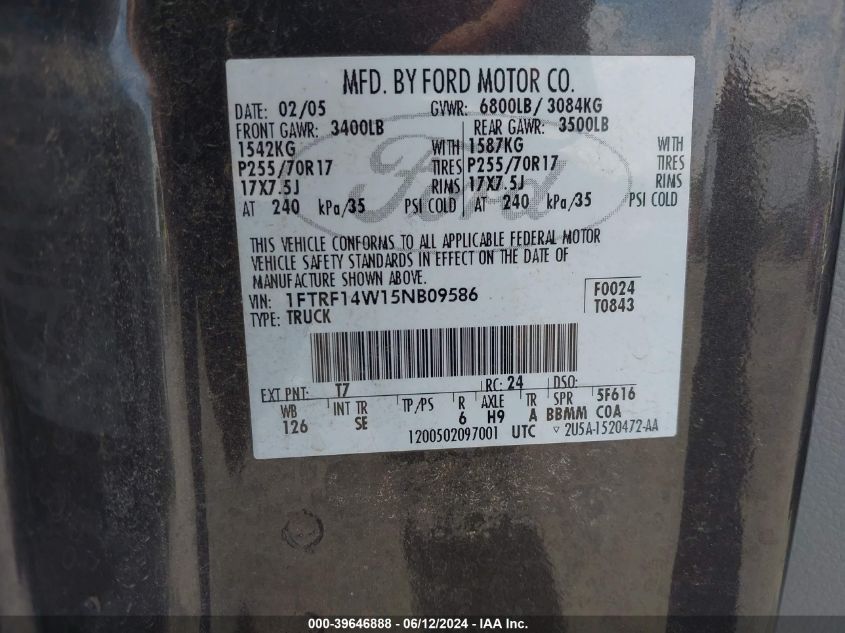 MFD. BY FORD MOTOR CO.
DATE: 02/05 GVWR: 6800LB/ 3084KG
FRONT GAWR: 3400LB REAR GAWR: 3500LB
1542KG WITH 1587KG WITH
P255/70R17 TIRES P255/70R17 TIRES
17X7.5J RIMS 17X7.5J RIMS
AT 240 kPa/35 PSI COLD AT 240 kPa/35 PSI COLD
Ford
THIS VEHICLE CONFORMS TO ALL APPLICABLE FEDERAL MOTOR
VEHICLE SAFETY STANDARDS IN EFFECT ON THE DATE OF
MANUFACTURE SHOWN ABOVE.
VIN: 1FTRF14W15NB09586 F0024
TYPE: TRUCK T0843
EXT PNT: T7 RC: 24 DSO:
WB INT TR TP/PS R AXLE TR SPR 5F616
126 SE 6 H9 A BBMM COA
1200502097001 UTC ▽ 2U5A-1520472-AA
000-39646888 - 06/12/2024 - IAA Inc.